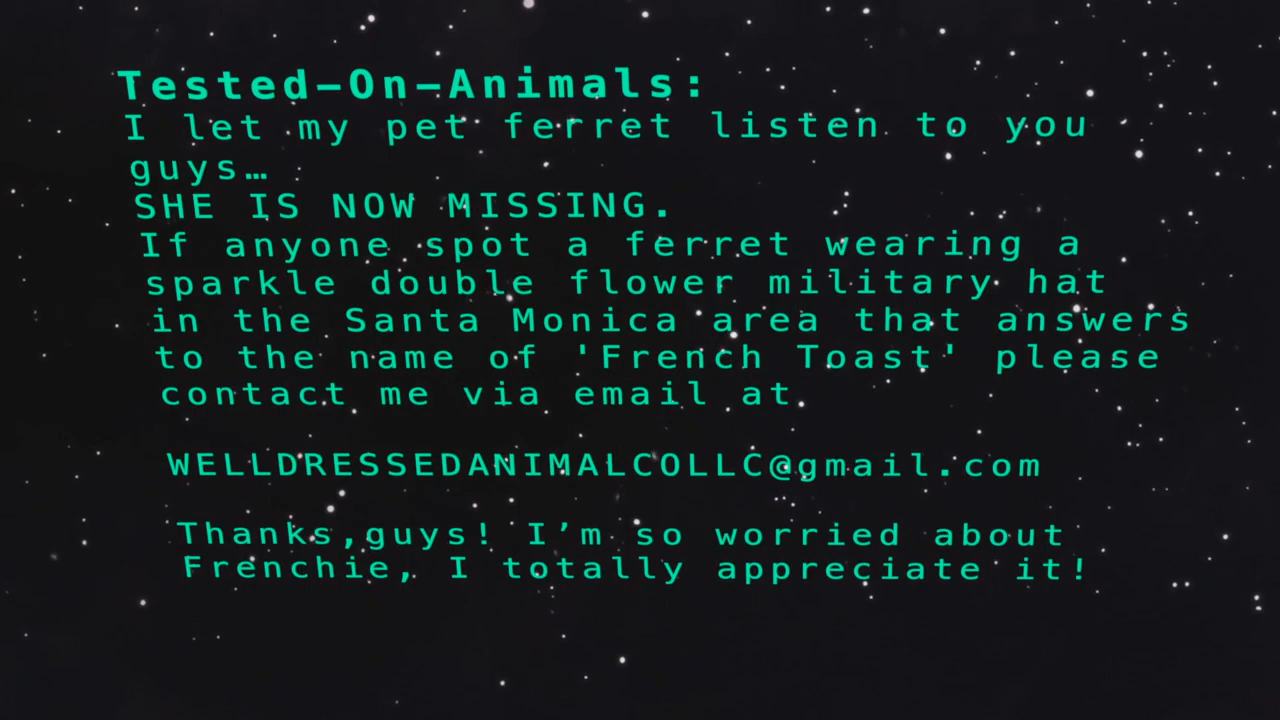 Tested-On-Animals:
I let my pet ferret listen to you
guys…
SHE IS NOW MISSING.
If anyone spot a ferret wearing a
sparkle double flower military hat
in the Santa Monica area that answers
to the name of 'French Toast' please
contact me via email at
WELLDRESSEDANIMALCOLLC@gmail.com
Thanks,guys! I’m so worried about
Frenchie, I totally appreciate it!